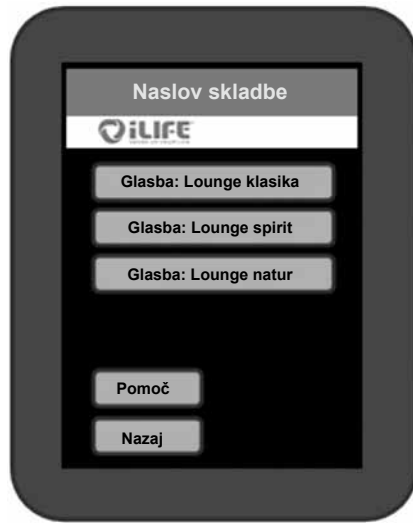 Naslov skladbe
iLIFE
Glasba: Lounge klasika
Glasba: Lounge spirit
Glasba: Lounge natur
Pomoč
Nazaj